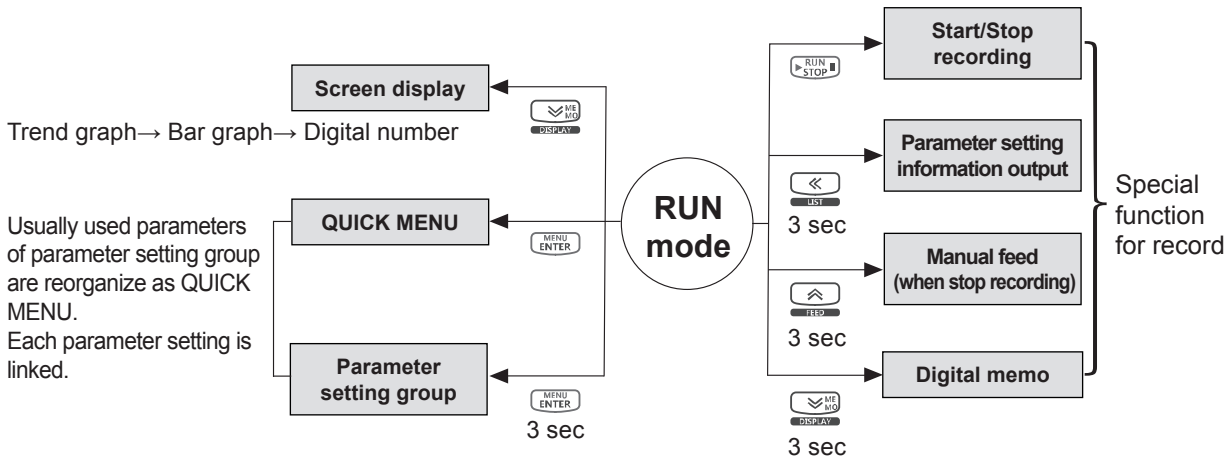 Screen display
ME
MO
DISPLAY
Trend graph→ Bar graph→ Digital number
QUICK MENU
MENU
ENTER
Usually used parameters
of parameter setting group
are reorganize as QUICK
MENU.
Each parameter setting is
linked.
Parameter
setting group
MENU
ENTER
3 sec
RUN
mode
RUN
STOP
Start/Stop
recording
LIST
3 sec
Parameter setting
information output
FEED
3 sec
Manual feed
(when stop recording)
ME
MO
DISPLAY
3 sec
Digital memo
Special
function
for record